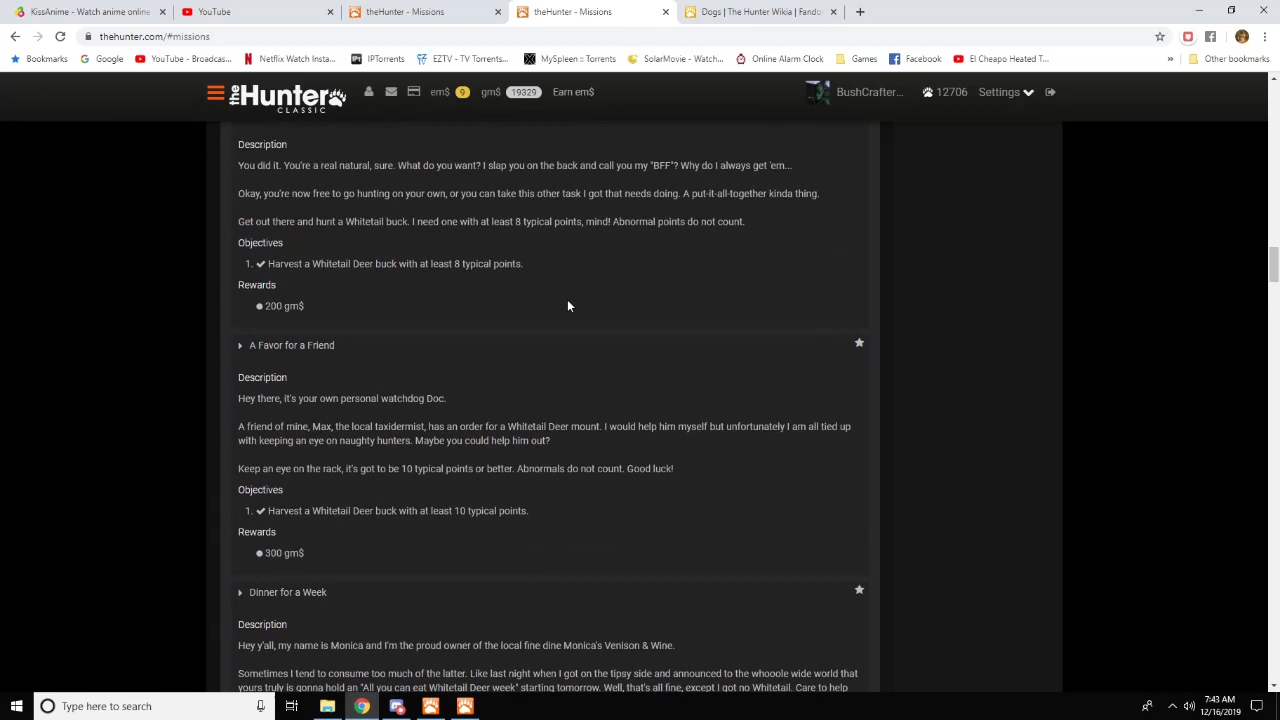 KissAnime - Watch anime online
YouTube
theHunter - Missions
theHunter - Missions
Dogs | The Hunter Wiki | Fando
thehunter.com/#missions
Bookmarks
Google
YouTube - Broadcas...
Netflix Watch Insta...
IPTorrents
EZTV - TV Torrents...
MySpleen :: Torrents
SolarMovie - Watch...
Online Alarm Clock
Games
Facebook
El Cheapo Heated T...
»
Other bookmarks
the Hunter CLASSIC
em$ 9
gm$ 19329
Earn em$
BushCrafter...
12706
Settings
Description
You did it. You're a real natural, sure. What do you want? I slap you on the back and call you my "BFF"? Why do I always get 'em...
Okay, you're now free to go hunting on your own, or you can take this other task I got that needs doing. A put-it-all-together kinda thing.
Get out there and hunt a Whitetail buck. I need one with at least 8 typical points, mind! Abnormal points do not count.
Objectives
1. ✔ Harvest a Whitetail Deer buck with at least 8 typical points.
Rewards
200 gm$
A Favor for a Friend
Description
Hey there, it's your own personal watchdog Doc.
A friend of mine, Max, the local taxidermist, has an order for a Whitetail Deer mount. I would help him myself but unfortunately I am all tied up
with keeping an eye on naughty hunters. Maybe you could help him out?
Keep an eye on the rack, it's got to be 10 typical points or better. Abnormals do not count. Good luck!
Objectives
1. ✔ Harvest a Whitetail Deer buck with at least 10 typical points.
Rewards
300 gm$
Dinner for a Week
Description
Hey y'all, my name is Monica and I'm the proud owner of the local fine dine Monica's Venison & Wine.
Sometimes I tend to consume too much of the latter. Like last night when I got on the tipsy side and announced to the whooole wide world that
yours truly is gonna hold an "All you can eat Whitetail Deer week" starting tomorrow. Well, that's all fine, except I got no Whitetail. Care to help
Type here to search
7:43 AM
12/16/2019